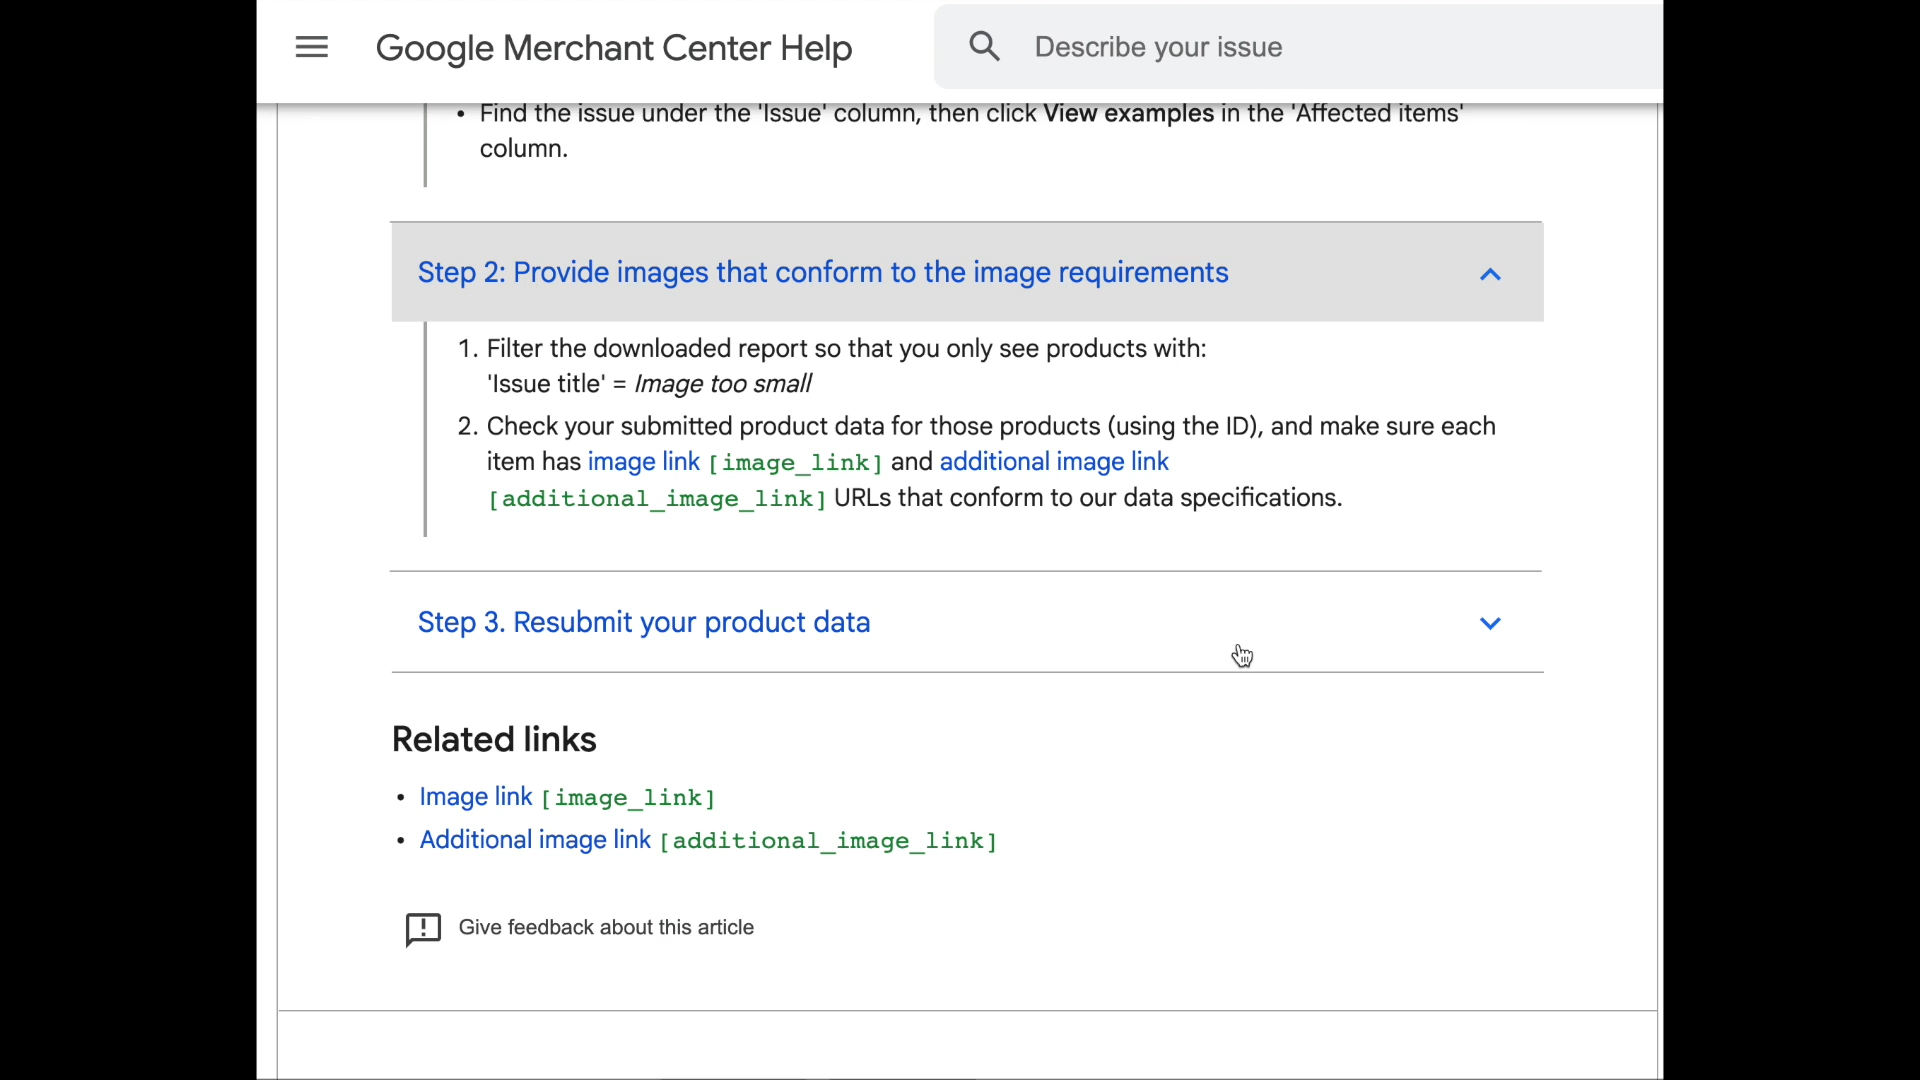 Google Merchant Center Help
Describe your issue
• Find the issue under the 'Issue' column, then click View examples in the 'Affected items'
column.
Step 2: Provide images that conform to the image requirements
1. Filter the downloaded report so that you only see products with:
'Issue title' = Image too small
2. Check your submitted product data for those products (using the ID), and make sure each
item has image link [image_link] and additional image link
[additional_image_link] URLs that conform to our data specifications.
Step 3. Resubmit your product data
Related links
• Image link [image_link]
• Additional image link [additional_image_link]
Give feedback about this article